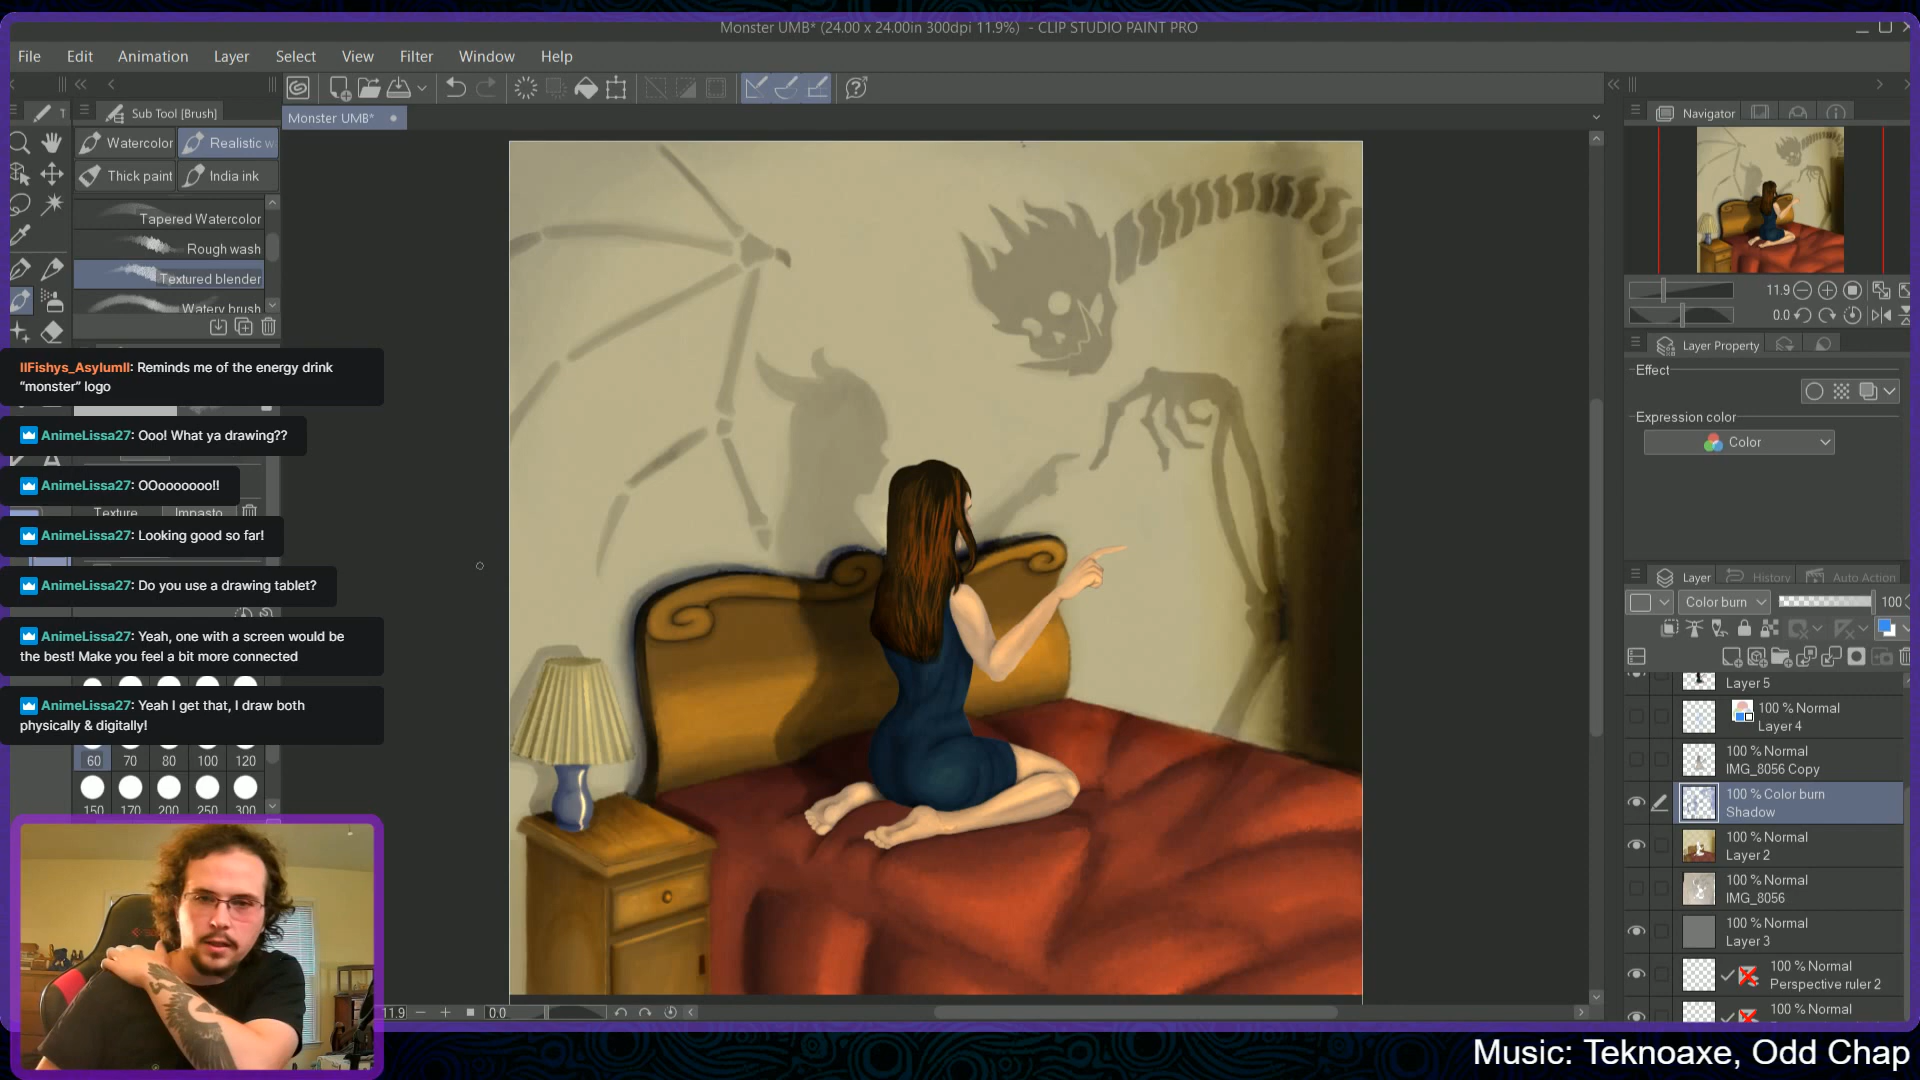 Monster UMB* (24.00 x 24.00in 300dpi 11.9%) - CLIP STUDIO PAINT PRO
File Edit Animation Layer Select View Filter Window Help
Sub Tool [Brush]
Monster UMB*
Navigator
Watercolor
Realistic w
Thick paint
India ink
Tapered Watercolor
Rough wash
Textured blender
Watery brush
11.9
0.0
Layer Property
Effect
Expression color
Color
IIFishys_AsylumII: Reminds me of the energy drink
“monster” logo
AnimeLissa27: Ooo! What ya drawing??
AnimeLissa27: OOooooooo!!
Texture Impasto
AnimeLissa27: Looking good so far!
AnimeLissa27: Do you use a drawing tablet?
AnimeLissa27: Yeah, one with a screen would be
the best! Make you feel a bit more connected
AnimeLissa27: Yeah I get that, I draw both
physically & digitally!
60 70 80 100 120
150 170 200 250 300
Layer History Auto Action
Color burn 100
Layer 5
100 % Normal
Layer 4
100 % Normal
IMG_8056 Copy
100 % Color burn
Shadow
100 % Normal
Layer 2
100 % Normal
IMG_8056
100 % Normal
Layer 3
100 % Normal
Perspective ruler 2
100 % Normal
11.9 0.0
Music: Teknoaxe, Odd Chap